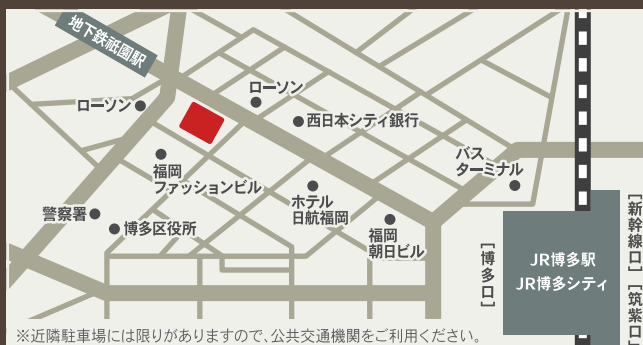 地下鉄祗園駅
ローソン
ローソン
西日本シティ銀行
バス
ターミナル
福岡
ファッションビル
ホテル
日航福岡
警察署
博多区役所
福岡
朝日ビル
[博多口]
JR博多駅
JR博多シティ
[新幹線口]
[筑紫口]
※近隣駐車場には限りがありますので、公共交通機関をご利用ください。